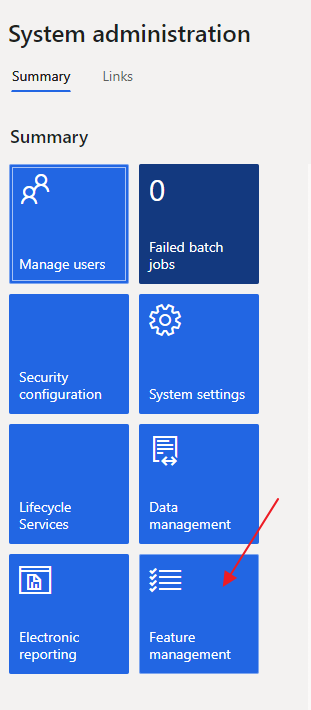 System administration
Summary
Links
Summary
Manage users
0
Failed batch
jobs
Security
configuration
System settings
Lifecycle
Services
Data
management
Electronic
reporting
Feature
management